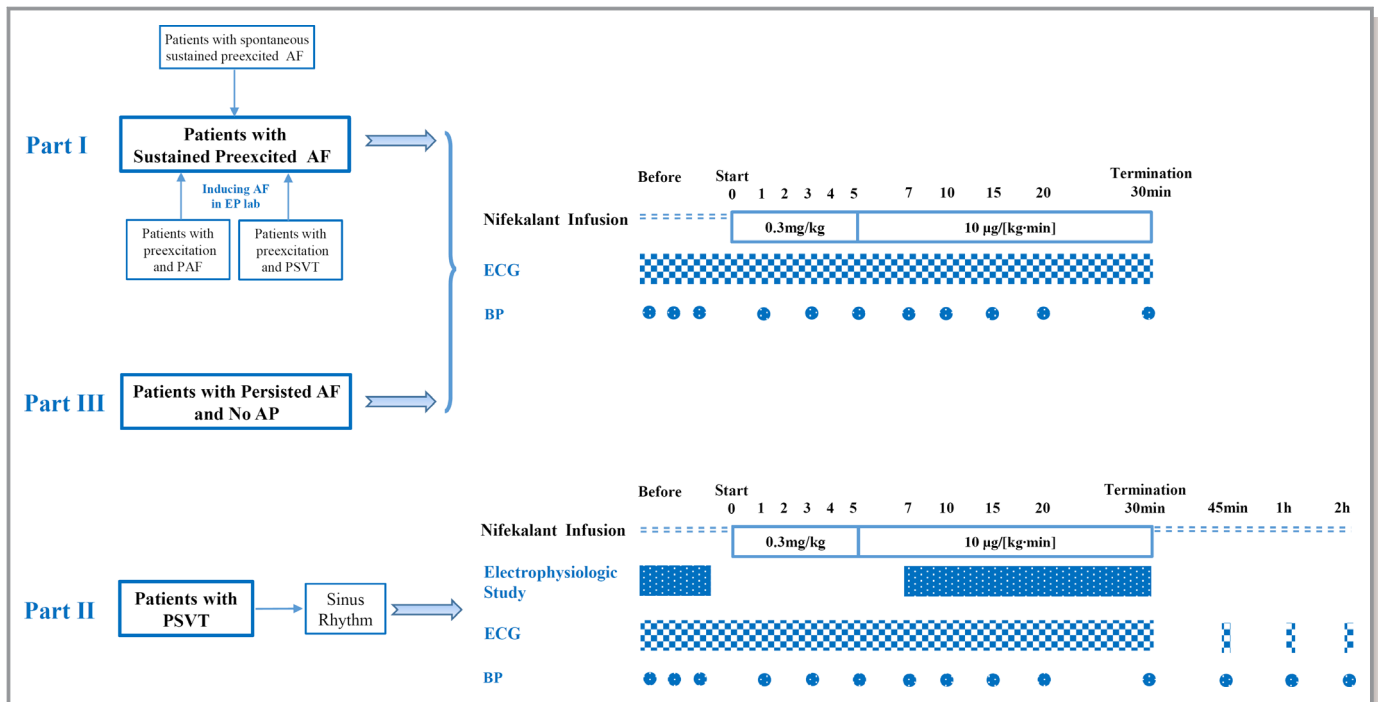 Patients with spontaneous
sustained preexcited AF
Part I
Patients with
Sustained Preexcited AF
Inducing AF
in EP lab
Patients with
preexcitation
and PAF
Patients with
preexcitation
and PSVT
Part III
Patients with Persisted AF
and No AP
Before Start Termination
0 1 2 3 4 5 7 10 15 20 30min
Nifekalant Infusion
0.3mg/kg 10 μg/[kg·min]
ECG
BP
Part II
Patients with
PSVT
Sinus
Rhythm
Before Start Termination
0 1 2 3 4 5 7 10 15 20 30min 45min 1h 2h
Nifekalant Infusion
0.3mg/kg 10 μg/[kg·min]
Electrophysiologic
Study
ECG
BP